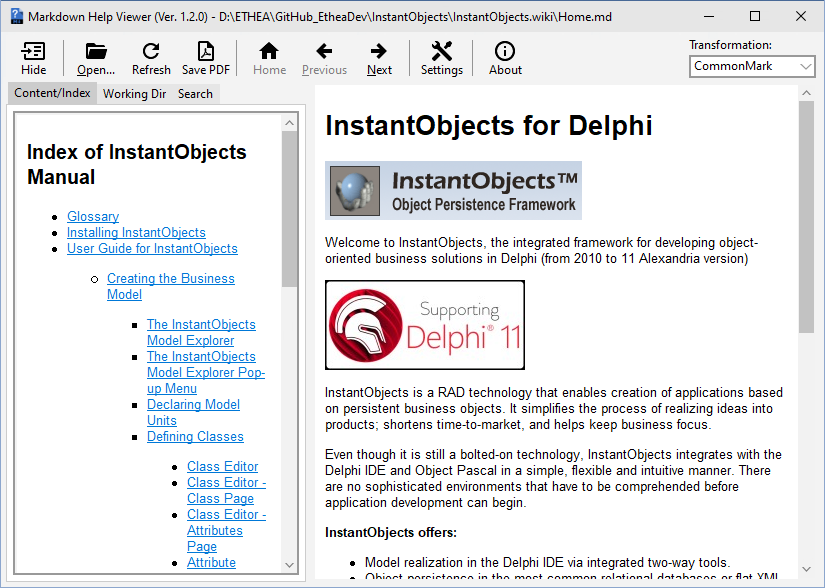 Markdown Help Viewer (Ver. 1.2.0) - D:\ETHEA\GitHub_EtheaDev\InstantObjects\InstantObjects.wiki\Home.md
Hide
Open...
Refresh
Save PDF
Home
Previous
Next
Settings
About
Transformation:
CommonMark
Content/Index
Working Dir
Search
Index of InstantObjects
Manual
Glossary
Installing InstantObjects
User Guide for InstantObjects
Creating the Business
Model
The InstantObjects
Model Explorer
The InstantObjects
Model Explorer Pop-
up Menu
Declaring Model
Units
Defining Classes
Class Editor
Class Editor -
Class Page
Class Editor -
Attributes
Page
Attribute
InstantObjects for Delphi
InstantObjects™
Object Persistence Framework
Welcome to InstantObjects, the integrated framework for developing object-
oriented business solutions in Delphi (from 2010 to 11 Alexandria version)
Supporting
Delphi® 11
InstantObjects is a RAD technology that enables creation of applications based
on persistent business objects. It simplifies the process of realizing ideas into
products; shortens time-to-market, and helps keep business focus.
Even though it is still a bolted-on technology, InstantObjects integrates with the
Delphi IDE and Object Pascal in a simple, flexible and intuitive manner. There
are no sophisticated environments that have to be comprehended before
application development can begin.
InstantObjects offers:
Model realization in the Delphi IDE via integrated two-way tools.
Object persistence in the most common relational databases or flat XML